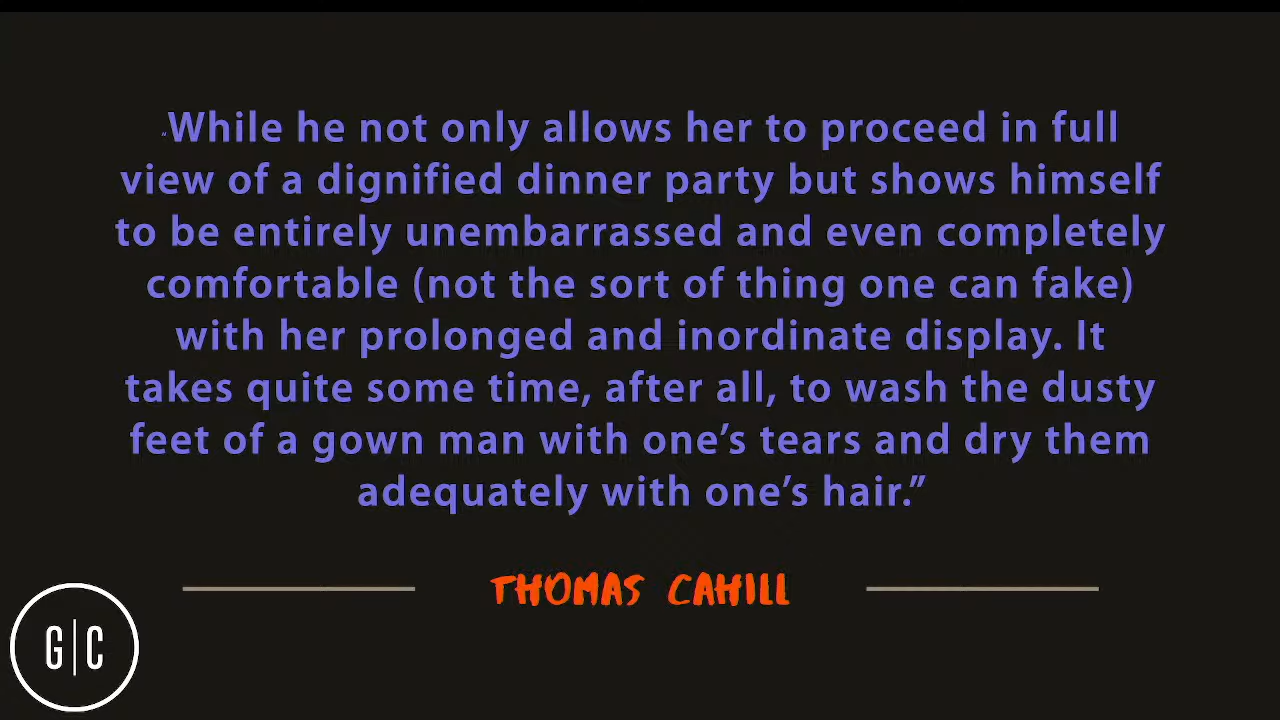 “While he not only allows her to proceed in full
view of a dignified dinner party but shows himself
to be entirely unembarrassed and even completely
comfortable (not the sort of thing one can fake)
with her prolonged and inordinate display. It
takes quite some time, after all, to wash the dusty
feet of a gown man with one’s tears and dry them
adequately with one’s hair.”
THOMAS CAHILL
G|C